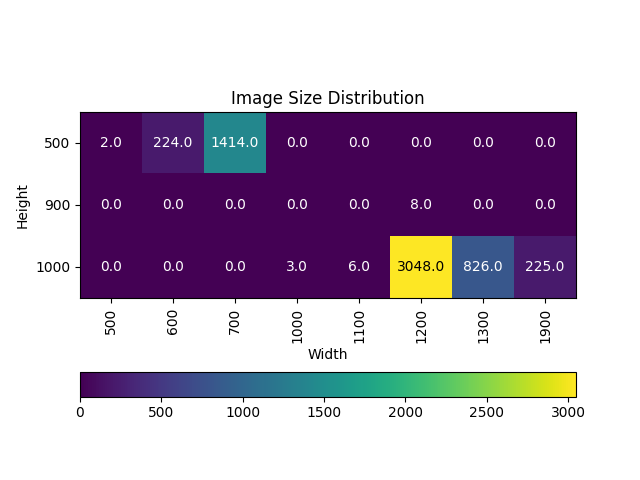 Image Size Distribution
Height
500 2.0 224.0 1414.0 0.0 0.0 0.0 0.0 0.0
900 0.0 0.0 0.0 0.0 0.0 8.0 0.0 0.0
1000 0.0 0.0 0.0 3.0 6.0 3048.0 826.0 225.0
500 600 700 1000 1100 1200 1300 1900
Width
0 500 1000 1500 2000 2500 3000